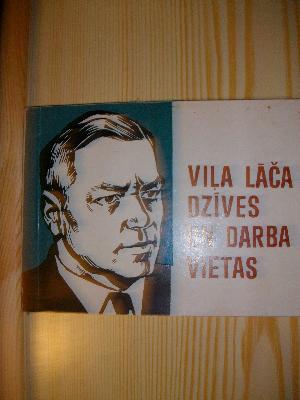 VIĻA LĀČA
DZĪVES
UN DARBA
VIETAS